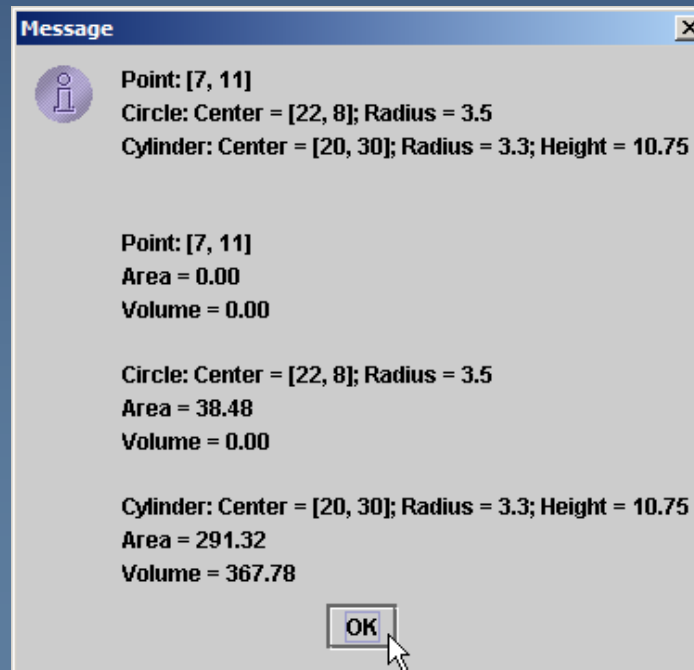 Message
Point: [7, 11]
Circle: Center = [22, 8]; Radius = 3.5
Cylinder: Center = [20, 30]; Radius = 3.3; Height = 10.75
Point: [7, 11]
Area = 0.00
Volume = 0.00
Circle: Center = [22, 8]; Radius = 3.5
Area = 38.48
Volume = 0.00
Cylinder: Center = [20, 30]; Radius = 3.3; Height = 10.75
Area = 291.32
Volume = 367.78
OK